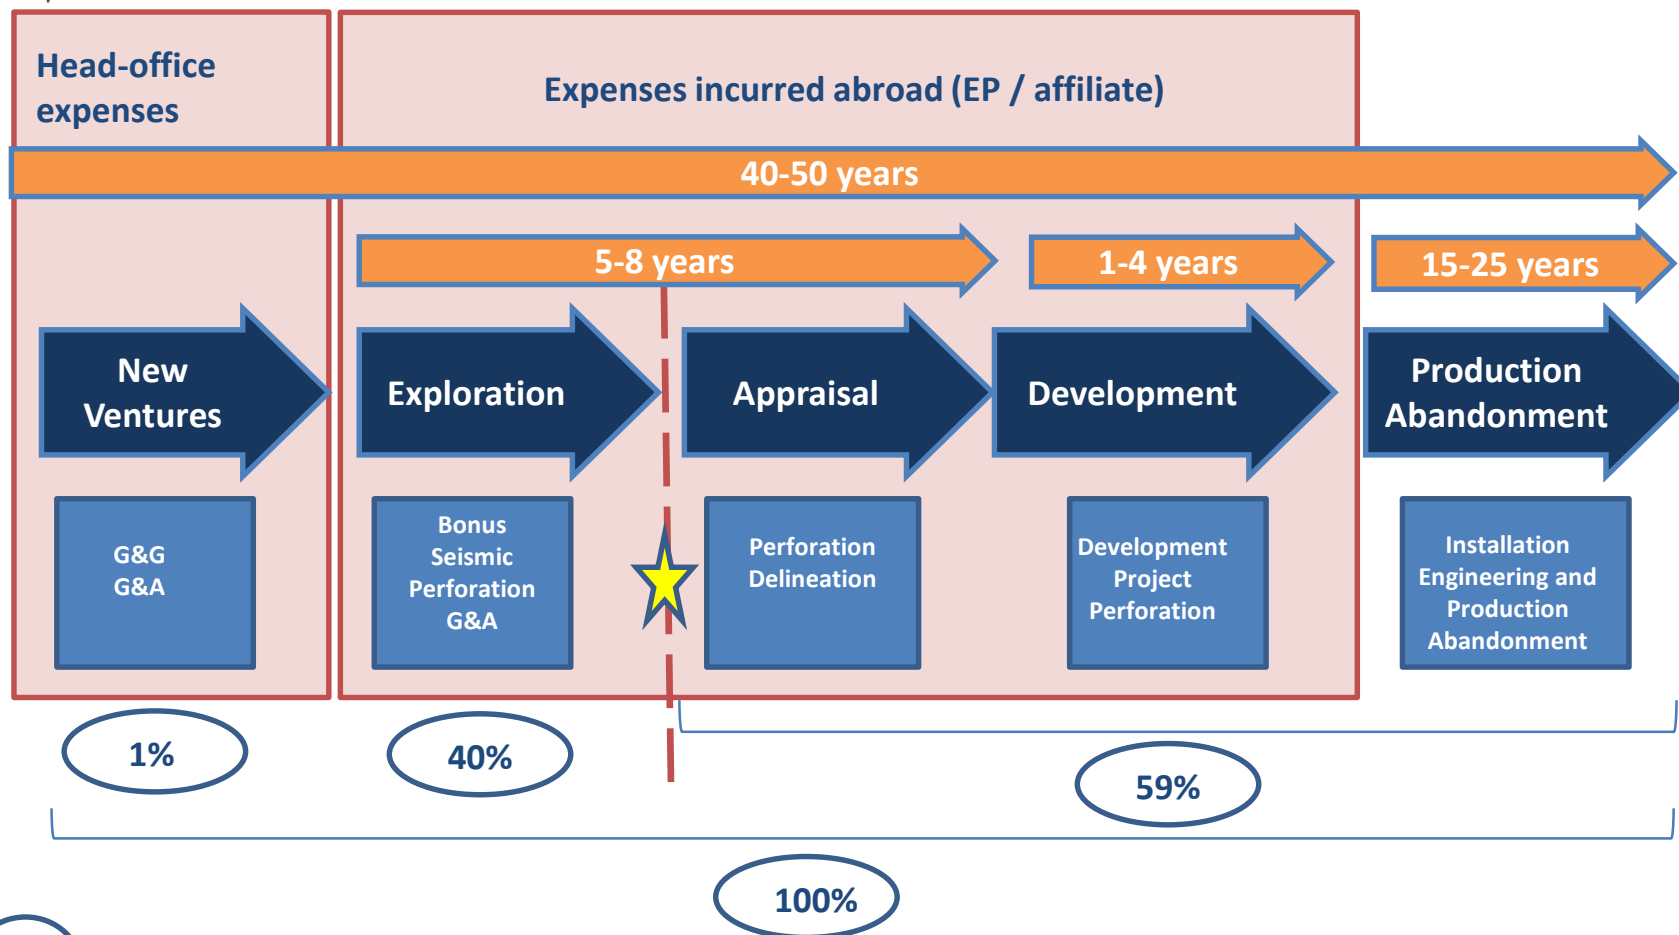 Head-office
expenses
Expenses incurred abroad (EP / affiliate)
40-50 years
5-8 years
1-4 years
15-25 years
New
Ventures
Exploration
Appraisal
Development
Production
Abandonment
G&G
G&A
Bonus
Seismic
Perforation
G&A
Perforation
Delineation
Development
Project
Perforation
Installation
Engineering and
Production
Abandonment
1%
40%
59%
100%